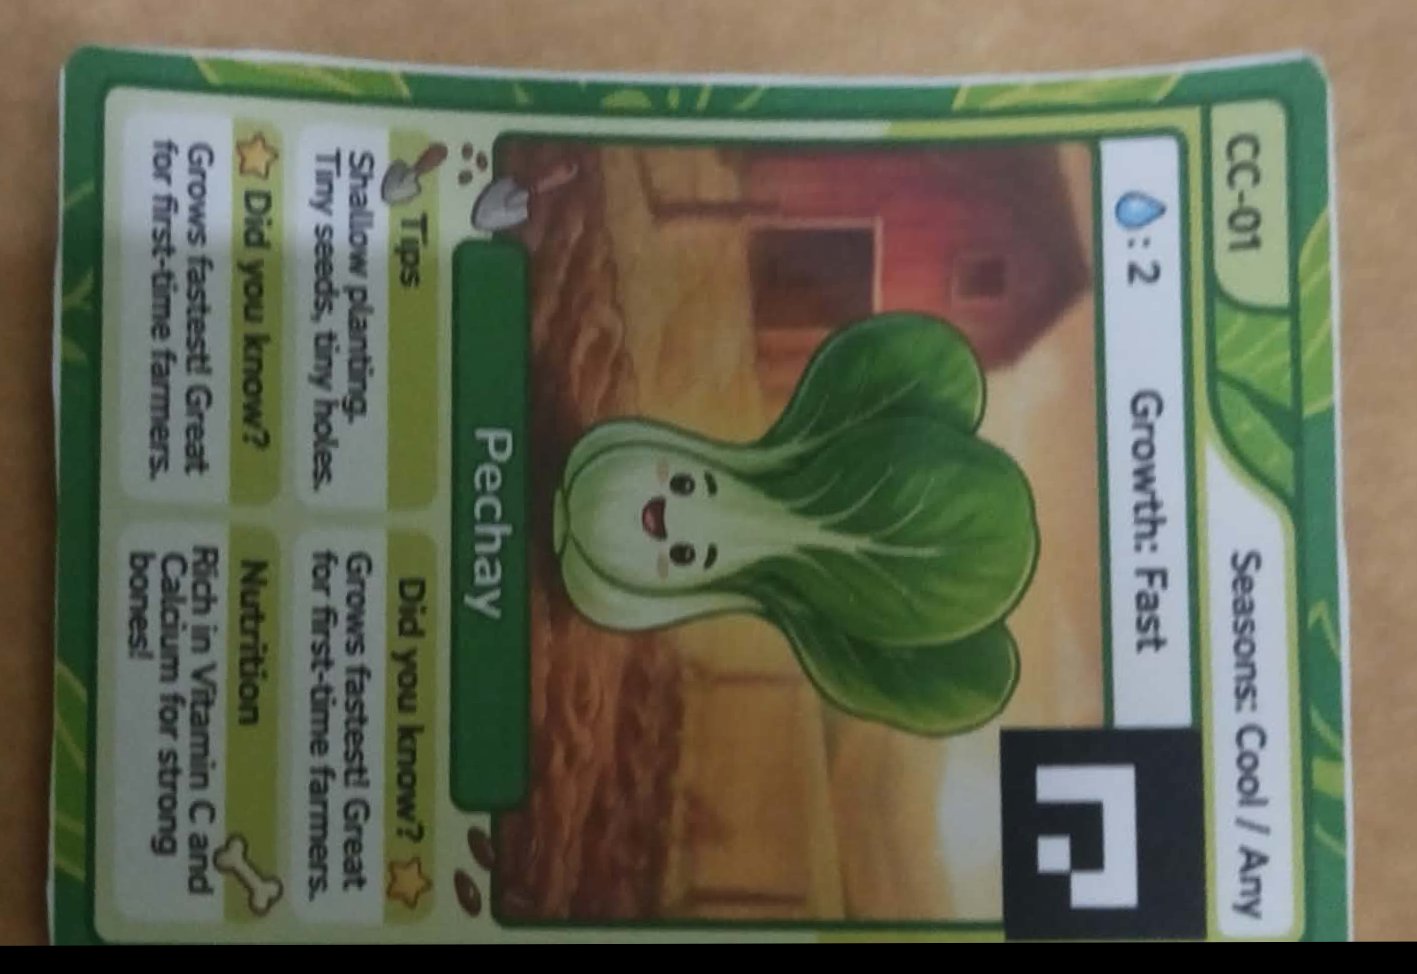 CC-01
Seasons: Cool / Any
: 2
Growth: Fast
Pechay
Tips
Shallow planting.
Tiny seeds, tiny holes.
Did you know?
Grows fastest! Great
for first-time farmers.
Did you know?
Grows fastest! Great
for first-time farmers.
Nutrition
Rich in Vitamin C and
Calcium for strong
bones!